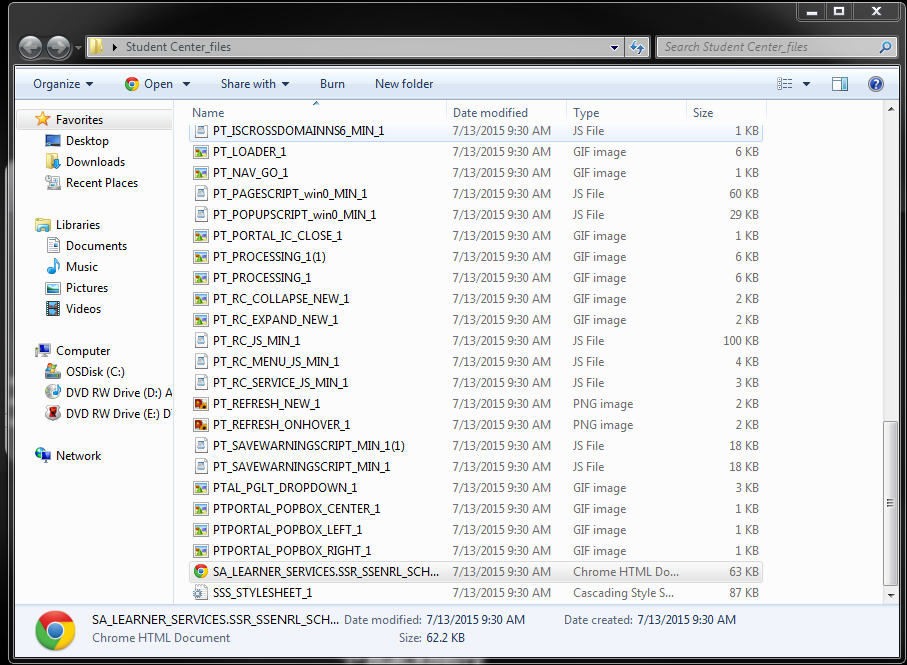 Student Center_files
Search Student Center_files
Organize Open Share with Burn New folder
Name Date modified Type Size
Favorites
Desktop
Downloads
Recent Places
Libraries
Documents
Music
Pictures
Videos
Computer
OSDisk (C:)
DVD RW Drive (D:) A
DVD RW Drive (E:) D
Network
PT_ISCROSSDOMAINNS6_MIN_1 7/13/2015 9:30 AM JS File 1 KB
PT_LOADER_1 7/13/2015 9:30 AM GIF image 6 KB
PT_NAV_GO_1 7/13/2015 9:30 AM GIF image 1 KB
PT_PAGESCRIPT_win0_MIN_1 7/13/2015 9:30 AM JS File 60 KB
PT_POPUPSCRIPT_win0_MIN_1 7/13/2015 9:30 AM JS File 29 KB
PT_PORTAL_IC_CLOSE_1 7/13/2015 9:30 AM GIF image 1 KB
PT_PROCESSING_1(1) 7/13/2015 9:30 AM GIF image 6 KB
PT_PROCESSING_1 7/13/2015 9:30 AM GIF image 6 KB
PT_RC_COLLAPSE_NEW_1 7/13/2015 9:30 AM GIF image 2 KB
PT_RC_EXPAND_NEW_1 7/13/2015 9:30 AM GIF image 2 KB
PT_RC_JS_MIN_1 7/13/2015 9:30 AM JS File 100 KB
PT_RC_MENU_JS_MIN_1 7/13/2015 9:30 AM JS File 4 KB
PT_RC_SERVICE_JS_MIN_1 7/13/2015 9:30 AM JS File 3 KB
PT_REFRESH_NEW_1 7/13/2015 9:30 AM PNG image 2 KB
PT_REFRESH_ONHOVER_1 7/13/2015 9:30 AM PNG image 2 KB
PT_SAVEWARNINGSCRIPT_MIN_1(1) 7/13/2015 9:30 AM JS File 18 KB
PT_SAVEWARNINGSCRIPT_MIN_1 7/13/2015 9:30 AM JS File 18 KB
PTAL_PGLT_DROPDOWN_1 7/13/2015 9:30 AM GIF image 3 KB
PTPORTAL_POPBOX_CENTER_1 7/13/2015 9:30 AM GIF image 1 KB
PTPORTAL_POPBOX_LEFT_1 7/13/2015 9:30 AM GIF image 1 KB
PTPORTAL_POPBOX_RIGHT_1 7/13/2015 9:30 AM GIF image 1 KB
SA_LEARNER_SERVICES.SSR_SSENRL_SCH... 7/13/2015 9:30 AM Chrome HTML Do... 63 KB
SSS_STYLESHEET_1 7/13/2015 9:30 AM Cascading Style S... 87 KB
SA_LEARNER_SERVICES.SSR_SSENRL_SCH... Date modified: 7/13/2015 9:30 AM Date created: 7/13/2015 9:30 AM
Chrome HTML Document Size: 62.2 KB